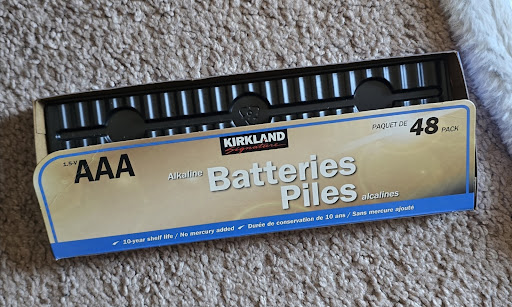 KIRKLAND
Signature
PAQUET DE 48 PACK
1.5 V
AAA
Alkaline Batteries
Piles alcalines
✔ 10-year shelf life / No mercury added ✔ Durée de conservation de 10 ans / Sans mercure ajouté